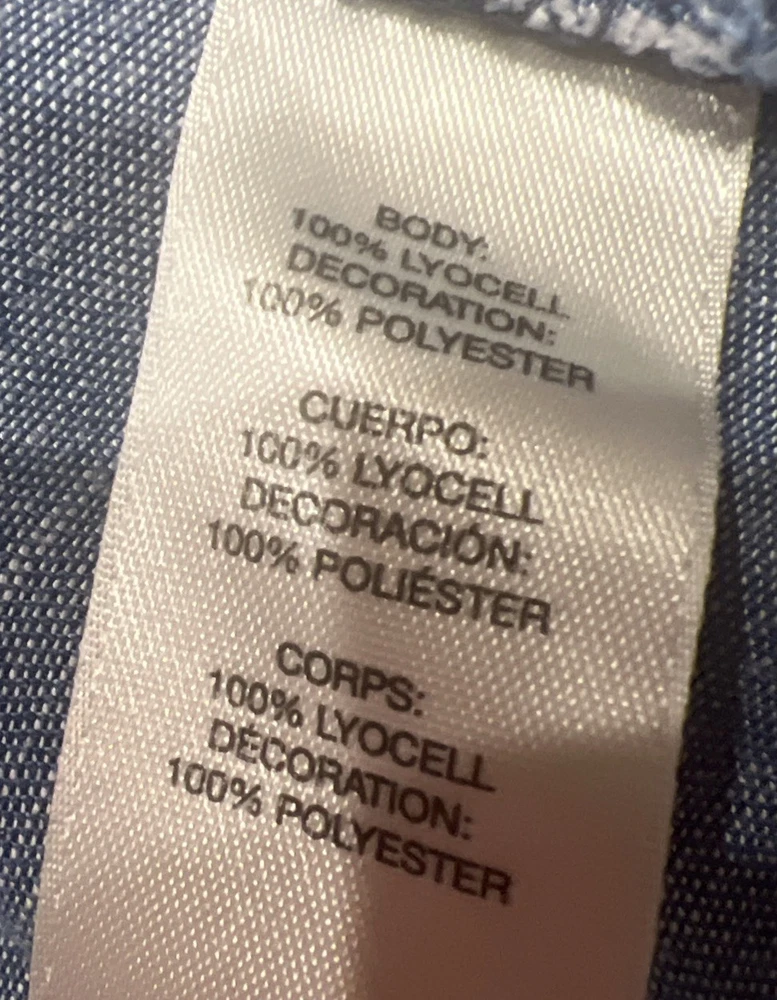 BODY:
100% LYOCELL
DECORATION:
100% POLYESTER
CUERPO:
100% LYOCELL
DECORACIÓN:
100% POLIÉSTER
CORPS:
100% LYOCELL
DÉCORATION:
100% POLYESTER